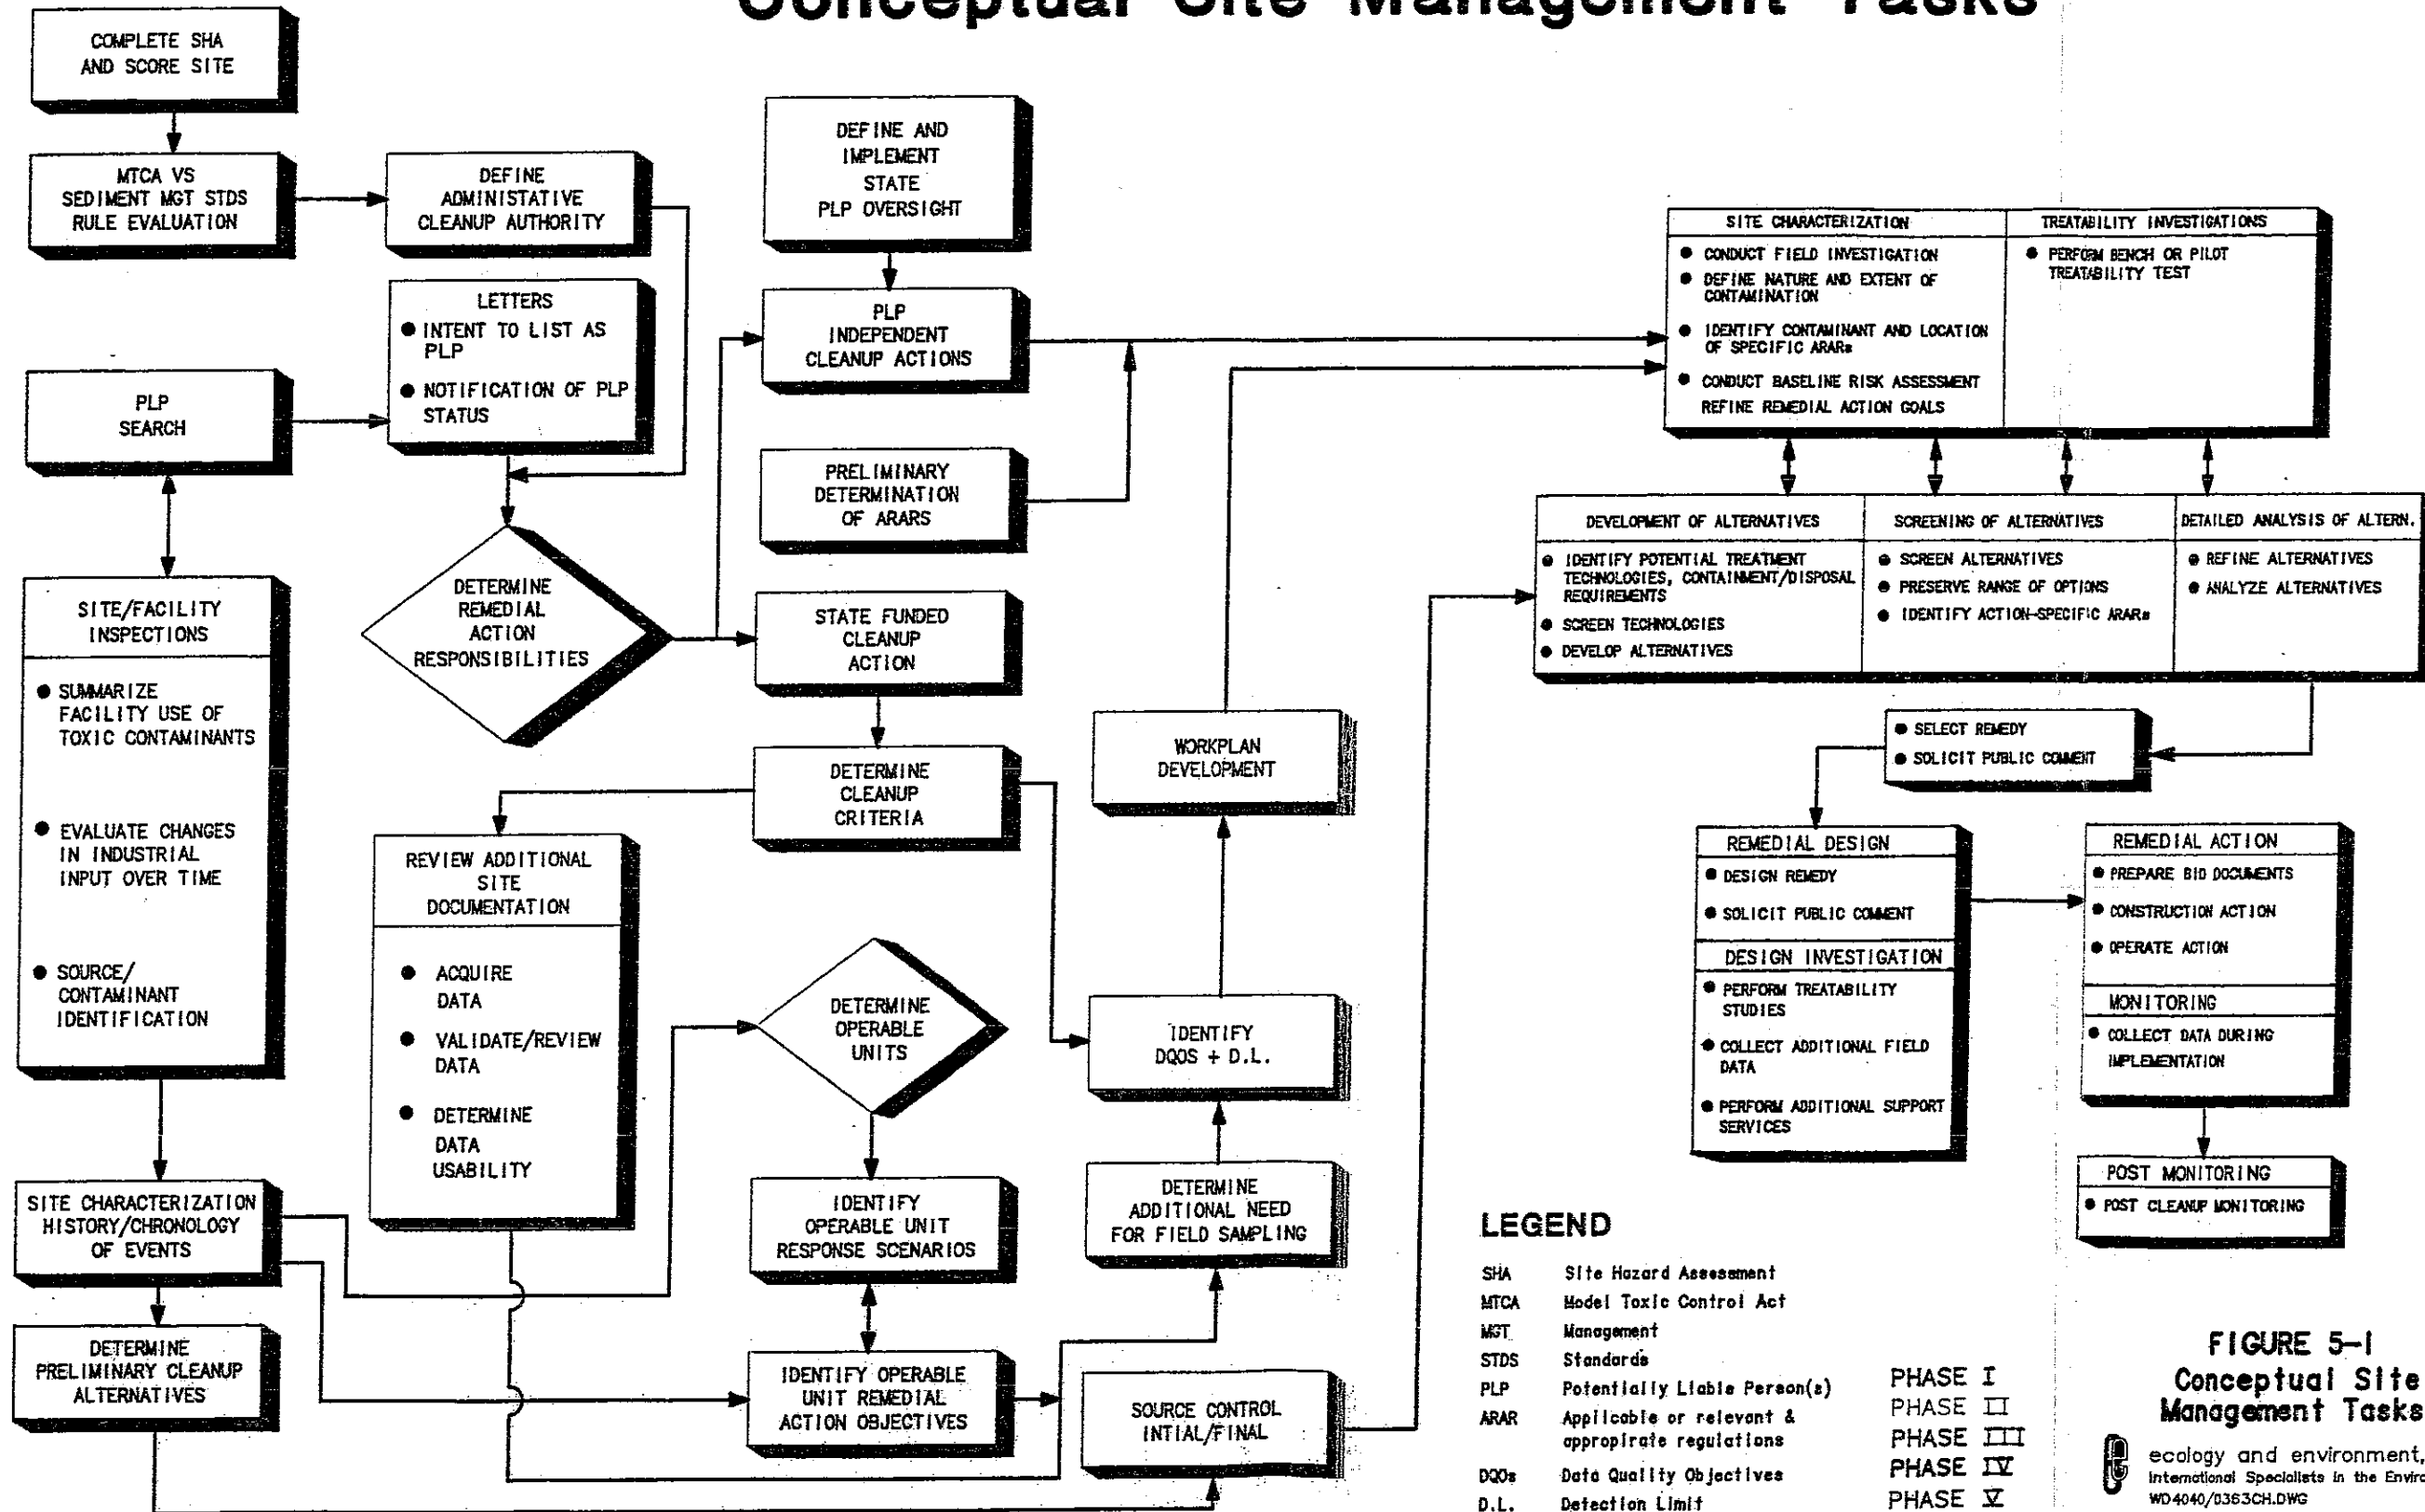 Conceptual Site Management Tasks
COMPLETE SHA
AND SCORE SITE
MTCA VS
SEDIMENT MGT STDS
RULE EVALUATION
DEFINE
ADMINISTATIVE
CLEANUP AUTHORITY
DEFINE AND
IMPLEMENT
STATE
PLP OVERSIGHT
LETTERS
● INTENT TO LIST AS
PLP
● NOTIFICATION OF PLP
STATUS
PLP
SEARCH
PLP
INDEPENDENT
CLEANUP ACTIONS
PRELIMINARY
DETERMINATION
OF ARARS
SITE/FACILITY
INSPECTIONS
● SUMMARIZE
FACILITY USE OF
TOXIC CONTAMINANTS
● EVALUATE CHANGES
IN INDUSTRIAL
INPUT OVER TIME
● SOURCE/
CONTAMINANT
IDENTIFICATION
DETERMINE
REMEDIAL
ACTION
RESPONSIBILITIES
STATE FUNDED
CLEANUP
ACTION
DETERMINE
CLEANUP
CRITERIA
REVIEW ADDITIONAL
SITE
DOCUMENTATION
● ACQUIRE
DATA
● VALIDATE/REVIEW
DATA
● DETERMINE
DATA
USABILITY
DETERMINE
OPERABLE
UNITS
IDENTIFY
OPERABLE UNIT
RESPONSE SCENARIOS
IDENTIFY OPERABLE
UNIT REMEDIAL
ACTION OBJECTIVES
SITE CHARACTERIZATION
HISTORY/CHRONOLOGY
OF EVENTS
DETERMINE
PRELIMINARY CLEANUP
ALTERNATIVES
WORKPLAN
DEVELOPMENT
IDENTIFY
DQOS + D.L.
DETERMINE
ADDITIONAL NEED
FOR FIELD SAMPLING
SOURCE CONTROL
INTIAL/FINAL
SITE CHARACTERIZATION
● CONDUCT FIELD INVESTIGATION
● DEFINE NATURE AND EXTENT OF
CONTAMINATION
● IDENTIFY CONTAMINANT AND LOCATION
OF SPECIFIC ARARs
● CONDUCT BASELINE RISK ASSESSMENT
REFINE REMEDIAL ACTION GOALS
TREATABILITY INVESTIGATIONS
● PERFORM BENCH OR PILOT
TREATABILITY TEST
DEVELOPMENT OF ALTERNATIVES
● IDENTIFY POTENTIAL TREATMENT
TECHNOLOGIES, CONTAINMENT/DISPOSAL
REQUIREMENTS
● SCREEN TECHNOLOGIES
● DEVELOP ALTERNATIVES
SCREENING OF ALTERNATIVES
● SCREEN ALTERNATIVES
● PRESERVE RANGE OF OPTIONS
● IDENTIFY ACTION-SPECIFIC ARARs
DETAILED ANALYSIS OF ALTERN.
● REFINE ALTERNATIVES
● ANALYZE ALTERNATIVES
● SELECT REMEDY
● SOLICIT PUBLIC COMMENT
REMEDIAL DESIGN
● DESIGN REMEDY
● SOLICIT PUBLIC COMMENT
DESIGN INVESTIGATION
● PERFORM TREATABILITY
STUDIES
● COLLECT ADDITIONAL FIELD
DATA
● PERFORM ADDITIONAL SUPPORT
SERVICES
REMEDIAL ACTION
● PREPARE BID DOCUMENTS
● CONSTRUCTION ACTION
● OPERATE ACTION
MONITORING
● COLLECT DATA DURING
IMPLEMENTATION
POST MONITORING
● POST CLEANUP MONITORING
LEGEND
SHA Site Hazard Assessment
MTCA Model Toxic Control Act
MGT Management
STDS Standards
PLP Potentially Liable Person(s)
ARAR Applicable or relevant &
appropirate regulations
DQOs Data Quality Objectives
D.L. Detection Limit
PHASE I
PHASE II
PHASE III
PHASE IV
PHASE V
FIGURE 5-1
Conceptual Site
Management Tasks
ecology and environment,
International Specialists in the Enviro
WD4040/0363CH.DWG